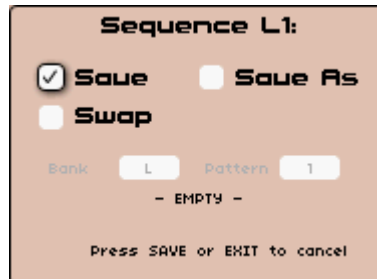 Sequence L1:
Save Save As
Swap
Bank L Pattern 1
- EMPTY -
Press SAVE or EXIT to cancel